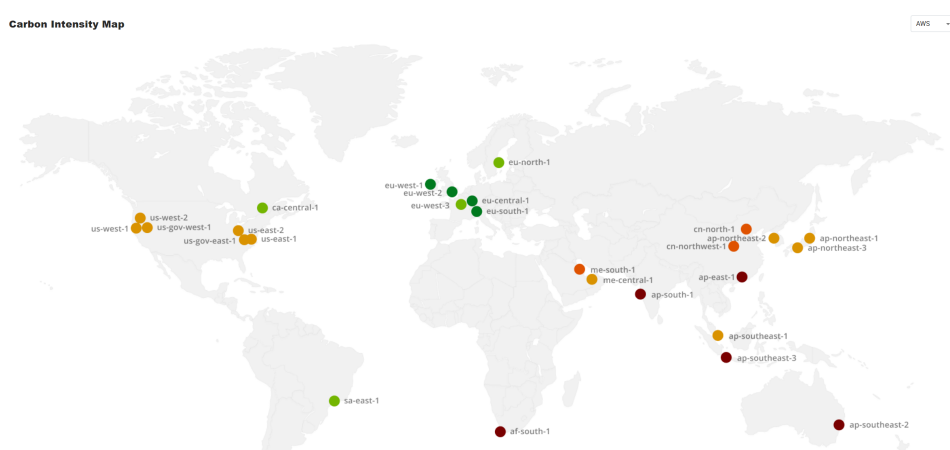 Carbon Intensity Map
AWS
eu-north-1
eu-west-1
eu-west-2
eu-central-1
eu-west-3
eu-south-1
ca-central-1
us-west-2
us-west-1
us-gov-west-1
us-east-2
us-gov-east-1
us-east-1
cn-north-1
ap-northeast-2
ap-northeast-1
cn-northwest-1
ap-northeast-3
me-south-1
me-central-1
ap-east-1
ap-south-1
ap-southeast-1
ap-southeast-3
sa-east-1
ap-southeast-2
af-south-1